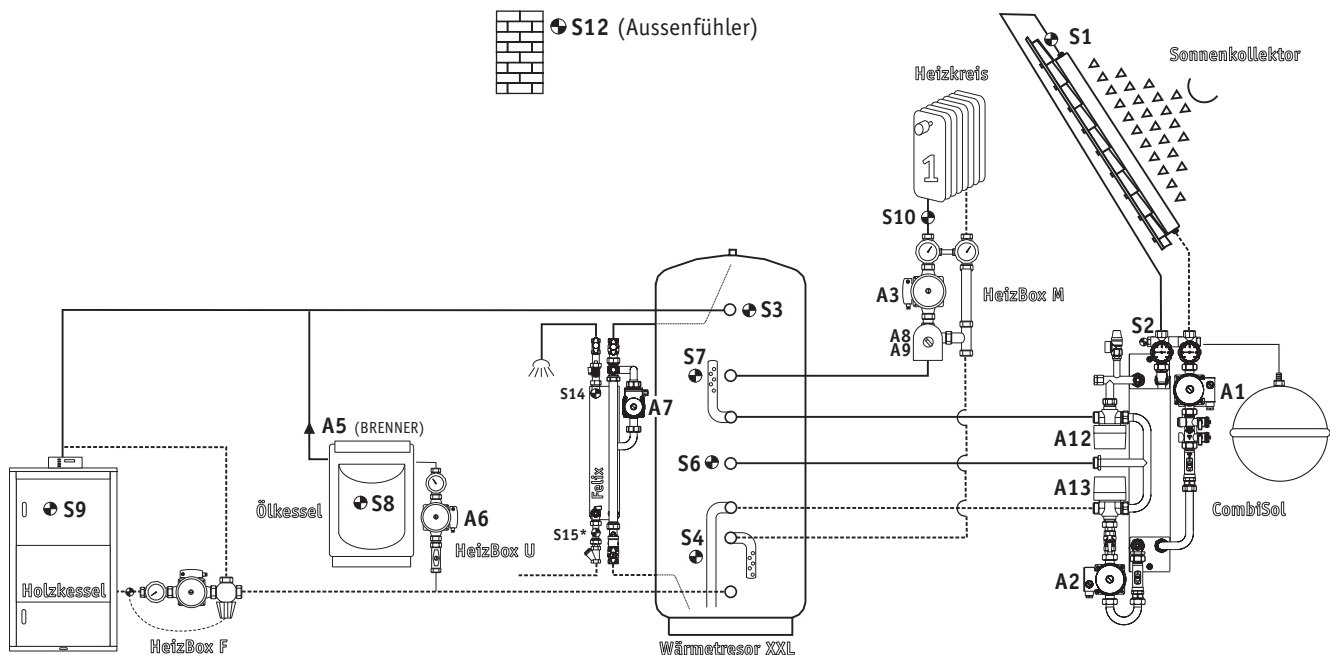 S12 (Aussenfühler)
S1
Sonnenkollektor
Heizkreis
1
S10
A3
HeizBox M
A8
A9
S3
S2
S7
S14
A7
A1
A5 (BRENNER)
A12
S6
A13
Felix
S9
Ölkessel
S8
A6
CombiSol
S15*
S4
HeizBox U
A2
Holzkessel
HeizBox F
Wärmetresor XXL